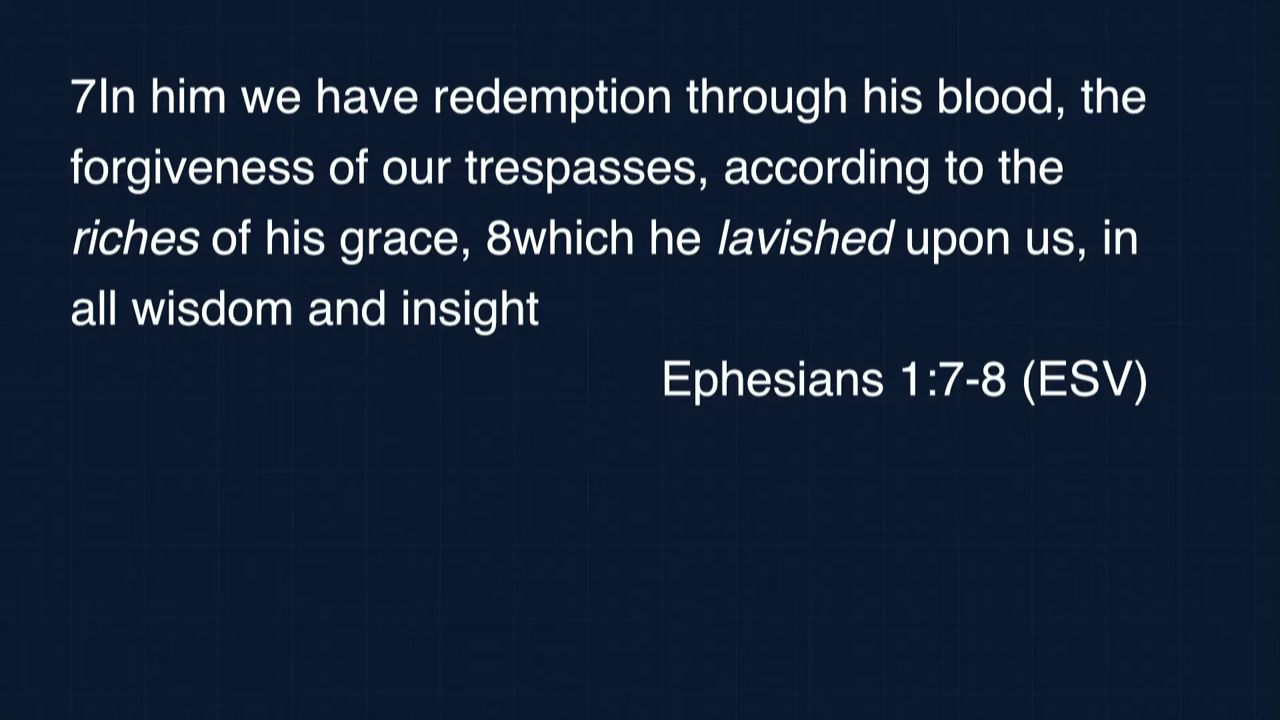 7In him we have redemption through his blood, the
forgiveness of our trespasses, according to the
riches of his grace, 8which he lavished upon us, in
all wisdom and insight
Ephesians 1:7-8 (ESV)